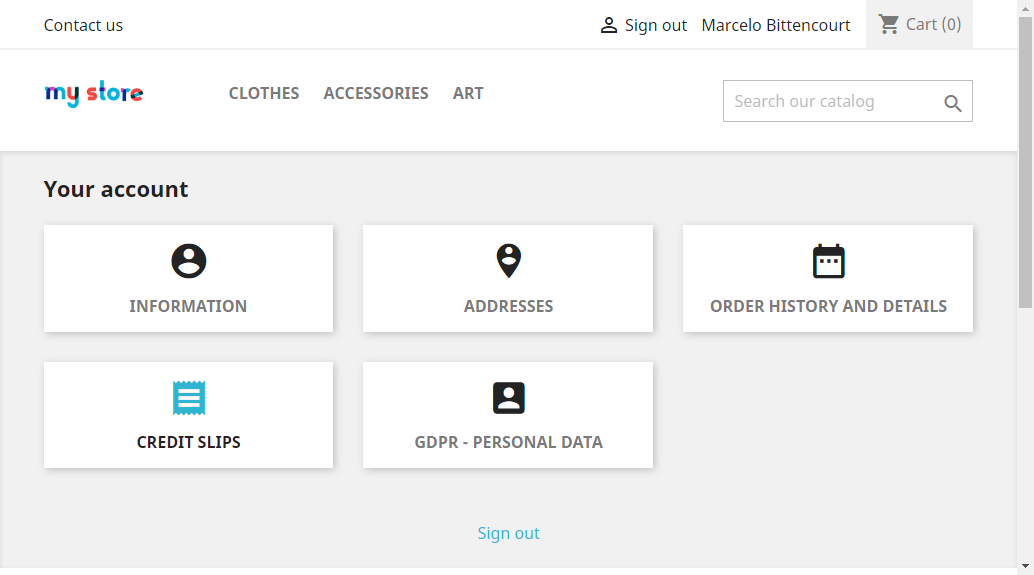 Contact us
Sign out Marcelo Bittencourt Cart (0)
my store
CLOTHES ACCESSORIES ART
Search our catalog
Your account
INFORMATION
ADDRESSES
ORDER HISTORY AND DETAILS
CREDIT SLIPS
GDPR - PERSONAL DATA
Sign out